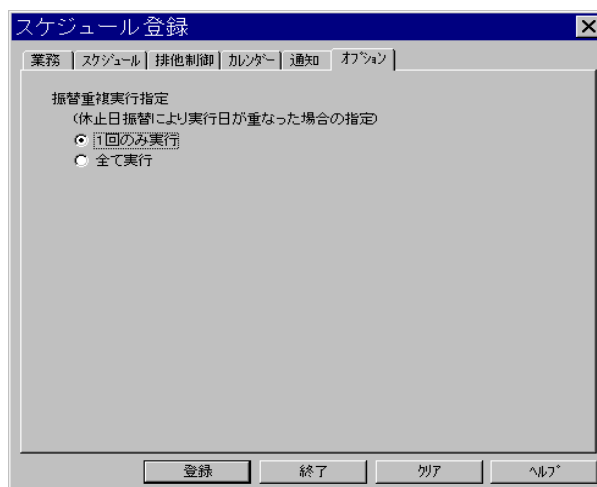 スケジュール登録
業務 スケジュール 排他制御 カレンダー 通知 オプション
振替重複実行指定
(休止日振替により実行日が重なった場合の指定)
1回のみ実行
全て実行
登録 終了 クリア ヘルプ